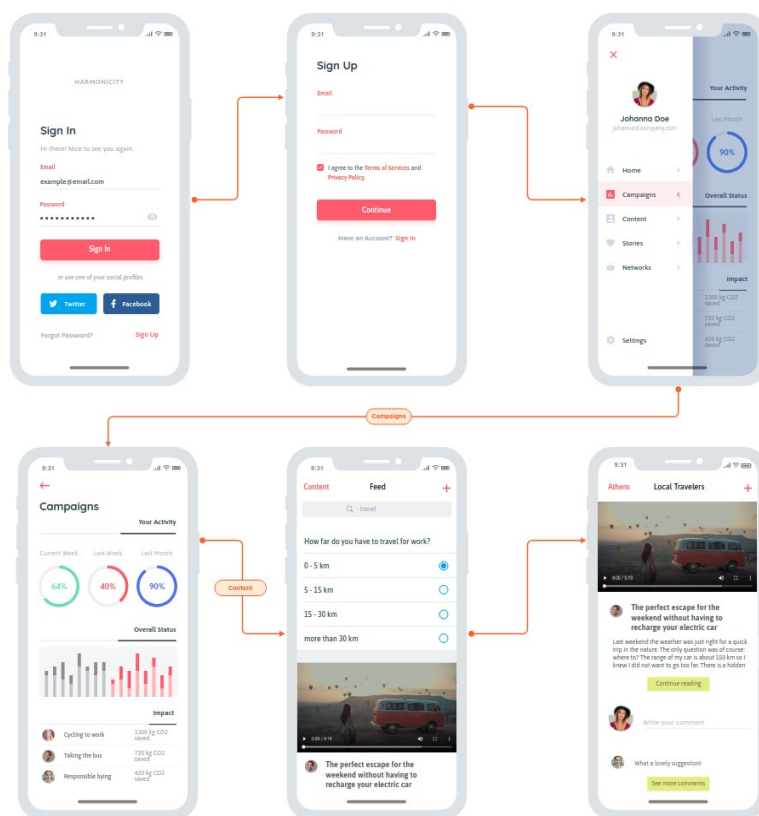 9:31
HARMONICITY
Sign In
Hi there! Nice to see you again.
Email
example@email.com
Password
Sign In
or use one of your social profiles
Twitter
Facebook
Forgot Password?
Sign Up
9:31
Sign Up
Email
Password
I agree to the Terms of Services and
Privacy Policy.
Continue
Have an Account? Sign In
9:31
Johanna Doe
johanna@company.com
Home
Campaigns
Content
Stories
Networks
Settings
Your Activity
Last Month
90%
Overall Status
Impact
1300 kg CO2
saved
720 kg CO2
saved
420 kg CO2
saved
Campaigns
9:31
Campaigns
Your Activity
Current Week
Last Week
Last Month
64%
40%
90%
Overall Status
Impact
Cycling to work
1300 kg CO2
saved
Taking the bus
720 kg CO2
saved
Responsible bying
420 kg CO2
saved
Content
9:31
Content
Feed
+
travel
How far do you have to travel for work?
0 - 5 km
5 - 15 km
15 - 30 km
more than 30 km
0:00 / 0:19
The perfect escape for the
weekend without having to
recharge your electric car
9:31
Athens
Local Travelers
+
0:00 / 0:19
The perfect escape for the
weekend without having to
recharge your electric car
Last weekend the weather was just right for a quick
trip in the nature. The only question was of course:
where to? The range of my car is about 150 km so I
knew I did not want to go too far. There is a hidden
Continue reading
Write your comment
What a lovely suggestion!
See more comments